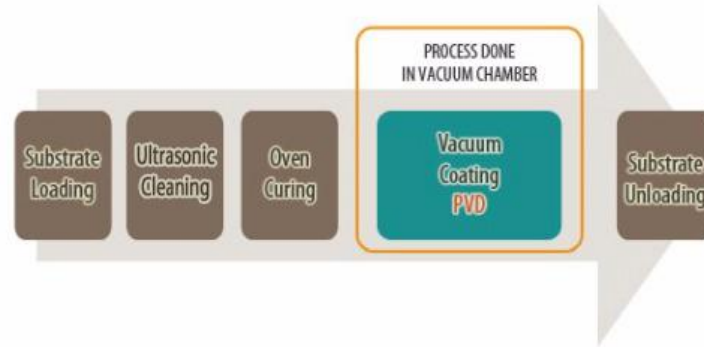 PROCESS DONE
IN VACUUM CHAMBER
Substrate
Loading
Ultrasonic
Cleaning
Oven
Curing
Vacuum
Coating
PVD
Substrate
Unloading